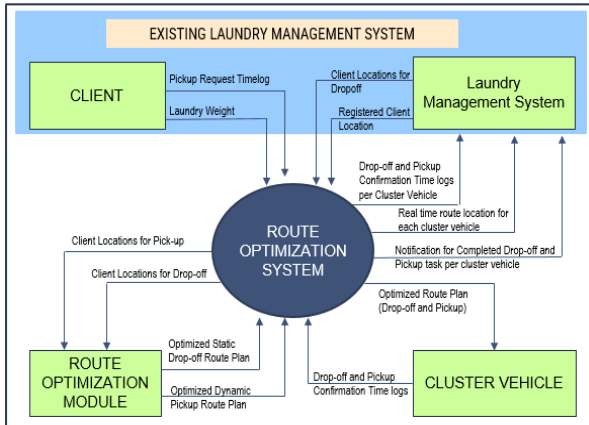 EXISTING LAUNDRY MANAGEMENT SYSTEM
CLIENT
Pickup Request Timelog
Laundry Weight
Client Locations for
Dropoff
Registered Client
Location
Laundry
Management System
Drop-off and Pickup
Confirmation Time logs
per Cluster Vehicle
Real time route location for
each cluster vehicle
Notification for Completed Drop-off and
Pickup task per cluster vehicle
ROUTE
OPTIMIZATION
SYSTEM
Client Locations for Pick-up
Client Locations for Drop-off
Optimized Route Plan
(Drop-off and Pickup)
Optimized Static
Drop-off Route Plan
Optimized Dynamic
Pickup Route Plan
ROUTE
OPTIMIZATION
MODULE
Drop-off and Pickup
Confirmation Time logs
CLUSTER VEHICLE